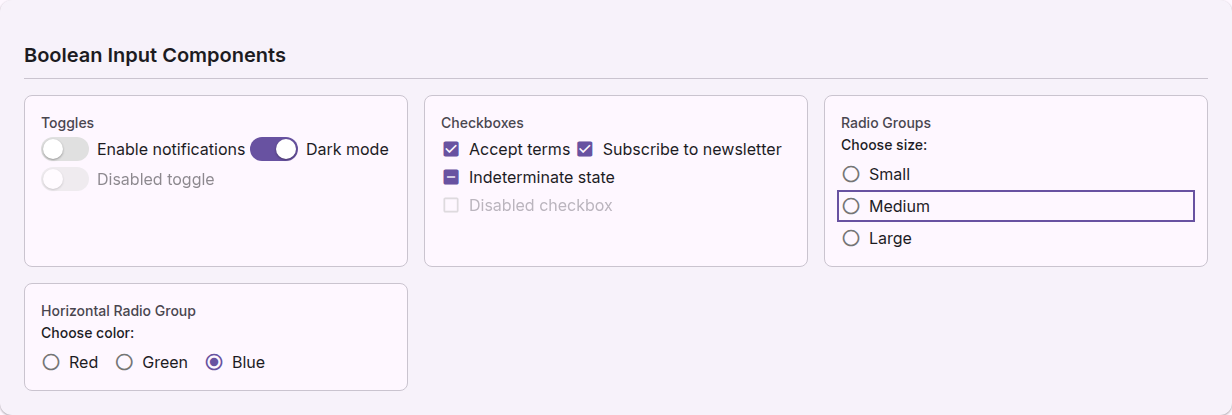 Boolean Input Components
Toggles
Enable notifications Dark mode
Disabled toggle
Checkboxes
Accept terms Subscribe to newsletter
Indeterminate state
Disabled checkbox
Radio Groups
Choose size:
Small
Medium
Large
Horizontal Radio Group
Choose color:
Red Green Blue